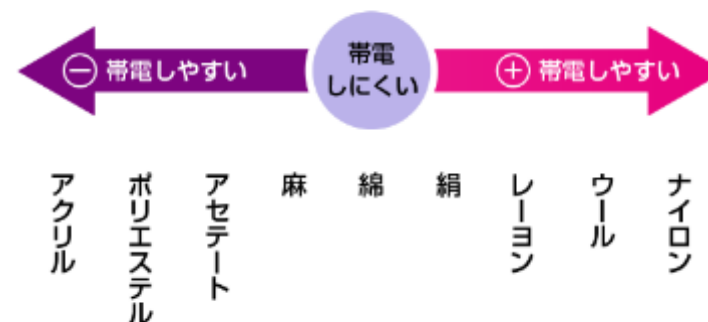 ⊖ 帯電しやすい
帯電
しにくい
⊕ 帯電しやすい
アクリル
ポリエステル
アセテート
麻
綿
絹
レーヨン
ウール
ナイロン